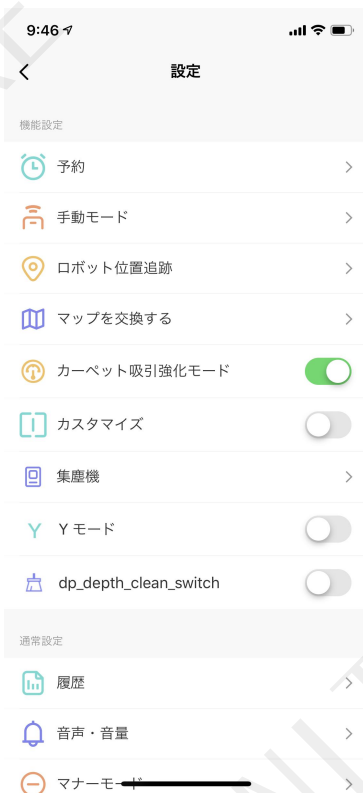 9:46
設定
機能設定
予約
手動モード
ロボット位置追跡
マップを交換する
カーペット吸引強化モード
カスタマイズ
集塵機
Y モード
dp_depth_clean_switch
通常設定
履歴
音声・音量
マナーモード